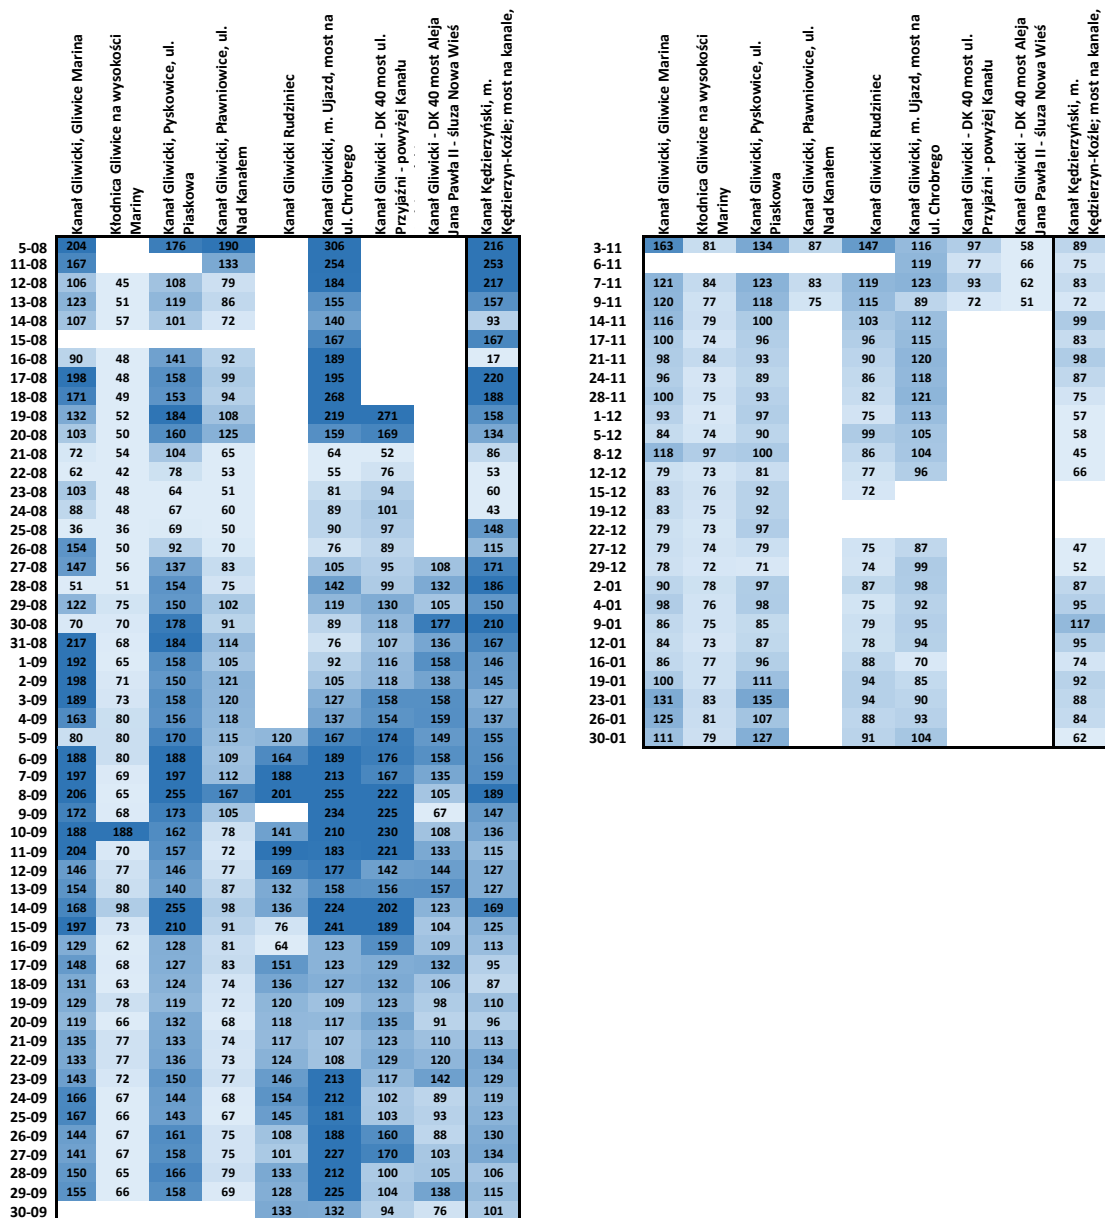 Kanał Gliwicki, Gliwice Marina
Kłodnica Gliwice na wysokości
Mariny
Kanał Gliwicki, Pyskowice, ul.
Piaskowa
Kanał Gliwicki, Pławniowice, ul.
Nad Kanałem
Kanał Gliwicki Rudziniec
Kanał Gliwicki, m. Ujazd, most na
ul. Chrobrego
Kanał Gliwicki - DK 40 most ul.
Przyjaźni - powyżej Kanału
Kanał Gliwicki - DK 40 most Aleja
Jana Pawła II - śluza Nowa Wieś
Kanał Kędzierzyński, m.
Kędzierzyn-Koźle; most na kanale,
5-08 204 176 190 306 216
11-08 167 133 254 253
12-08 106 45 108 79 184 217
13-08 123 51 119 86 155 157
14-08 107 57 101 72 140 93
15-08 167 167
16-08 90 48 141 92 189 17
17-08 198 48 158 99 195 220
18-08 171 49 153 94 268 188
19-08 132 52 184 108 219 271 158
20-08 103 50 160 125 159 169 134
21-08 72 54 104 65 64 52 86
22-08 62 42 78 53 55 76 53
23-08 103 48 64 51 81 94 60
24-08 88 48 67 60 89 101 43
25-08 36 36 69 50 90 97 148
26-08 154 50 92 70 76 89 115
27-08 147 56 137 83 105 95 108 171
28-08 51 51 154 75 142 99 132 186
29-08 122 75 150 102 119 130 105 150
30-08 70 70 178 91 89 118 177 210
31-08 217 68 184 114 76 107 136 167
1-09 192 65 158 105 92 116 158 146
2-09 198 71 150 121 105 118 138 145
3-09 189 73 158 120 127 158 158 127
4-09 163 80 156 118 137 154 159 137
5-09 80 80 170 115 120 167 174 149 155
6-09 188 80 188 109 164 189 176 158 156
7-09 197 69 197 112 188 213 167 135 159
8-09 206 65 255 167 201 255 222 105 189
9-09 172 68 173 105 234 225 67 147
10-09 188 188 162 78 141 210 230 108 136
11-09 204 70 157 72 199 183 221 133 115
12-09 146 77 146 77 169 177 142 144 127
13-09 154 80 140 87 132 158 156 157 127
14-09 168 98 255 98 136 224 202 123 169
15-09 197 73 210 91 76 241 189 104 125
16-09 129 62 128 81 64 123 159 109 113
17-09 148 68 127 83 151 123 129 132 95
18-09 131 63 124 74 136 127 132 106 87
19-09 129 78 119 72 120 109 123 98 110
20-09 119 66 132 68 118 117 135 91 96
21-09 135 77 133 74 117 107 123 110 113
22-09 133 77 136 73 124 108 129 120 134
23-09 143 72 150 77 146 213 117 142 129
24-09 166 67 144 68 154 212 102 89 119
25-09 167 66 143 67 145 181 103 93 123
26-09 144 67 161 75 108 188 160 88 130
27-09 141 67 158 75 101 227 170 103 134
28-09 150 65 166 79 133 212 100 105 106
29-09 155 66 158 69 128 225 104 138 115
30-09 133 132 94 76 101
Kanał Gliwicki, Gliwice Marina
Kłodnica Gliwice na wysokości
Mariny
Kanał Gliwicki, Pyskowice, ul.
Piaskowa
Kanał Gliwicki, Pławniowice, ul.
Nad Kanałem
Kanał Gliwicki Rudziniec
Kanał Gliwicki, m. Ujazd, most na
ul. Chrobrego
Kanał Gliwicki - DK 40 most ul.
Przyjaźni - powyżej Kanału
Kanał Gliwicki - DK 40 most Aleja
Jana Pawła II - śluza Nowa Wieś
Kanał Kędzierzyński, m.
Kędzierzyn-Koźle; most na kanale,
3-11 163 81 134 87 147 116 97 58 89
6-11 119 77 66 75
7-11 121 84 123 83 119 123 93 62 83
9-11 120 77 118 75 115 89 72 51 72
14-11 116 79 100 103 112 99
17-11 100 74 96 96 115 83
21-11 98 84 93 90 120 98
24-11 96 73 89 86 118 87
28-11 100 75 93 82 121 75
1-12 93 71 97 75 113 57
5-12 84 74 90 99 105 58
8-12 118 97 100 86 104 45
12-12 79 73 81 77 96 66
15-12 83 76 92 72
19-12 83 75 92
22-12 79 73 97
27-12 79 74 79 75 87 47
29-12 78 72 71 74 99 52
2-01 90 78 97 87 98 87
4-01 98 76 98 75 92 95
9-01 86 75 85 79 95 117
12-01 84 73 87 78 94 95
16-01 86 77 96 88 70 74
19-01 100 77 111 94 85 92
23-01 131 83 135 94 90 88
26-01 125 81 107 88 93 84
30-01 111 79 127 91 104 62